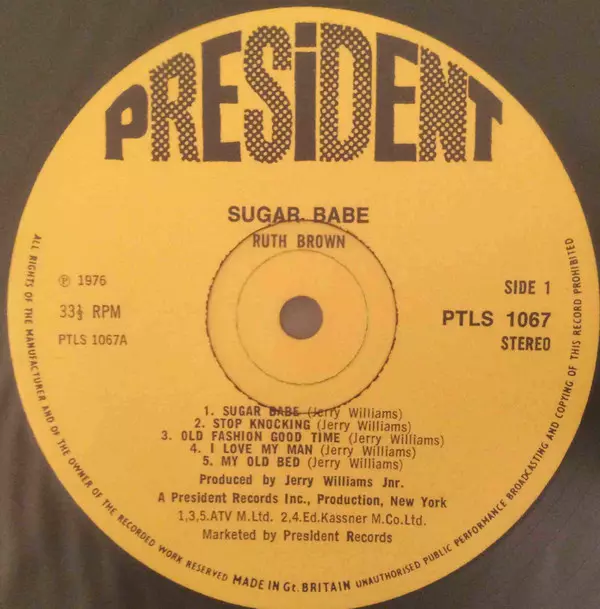 PRESiDENT
SUGAR BABE
RUTH BROWN
℗ 1976
33⅓ RPM
PTLS 1067A
SIDE 1
PTLS 1067
STEREO
1. SUGAR BABE (Jerry Williams)
2. STOP KNOCKING (Jerry Williams)
3. OLD FASHION GOOD TIME (Jerry Williams)
4. I LOVE MY MAN (Jerry Williams)
5. MY OLD BED (Jerry Williams)
Produced by Jerry Williams Jnr.
A President Records Inc., Production, New York
1,3,5.ATV M.Ltd. 2,4.Ed.Kassner M.Co.Ltd.
Marketed by President Records
ALL RIGHTS OF THE MANUFACTURER AND OF THE OWNER OF THE RECORDED WORK RESERVED MADE IN Gt. BRITAIN UNAUTHORISED PUBLIC PERFORMANCE BROADCASTING AND COPYING OF THIS RECORD PROHIBITED